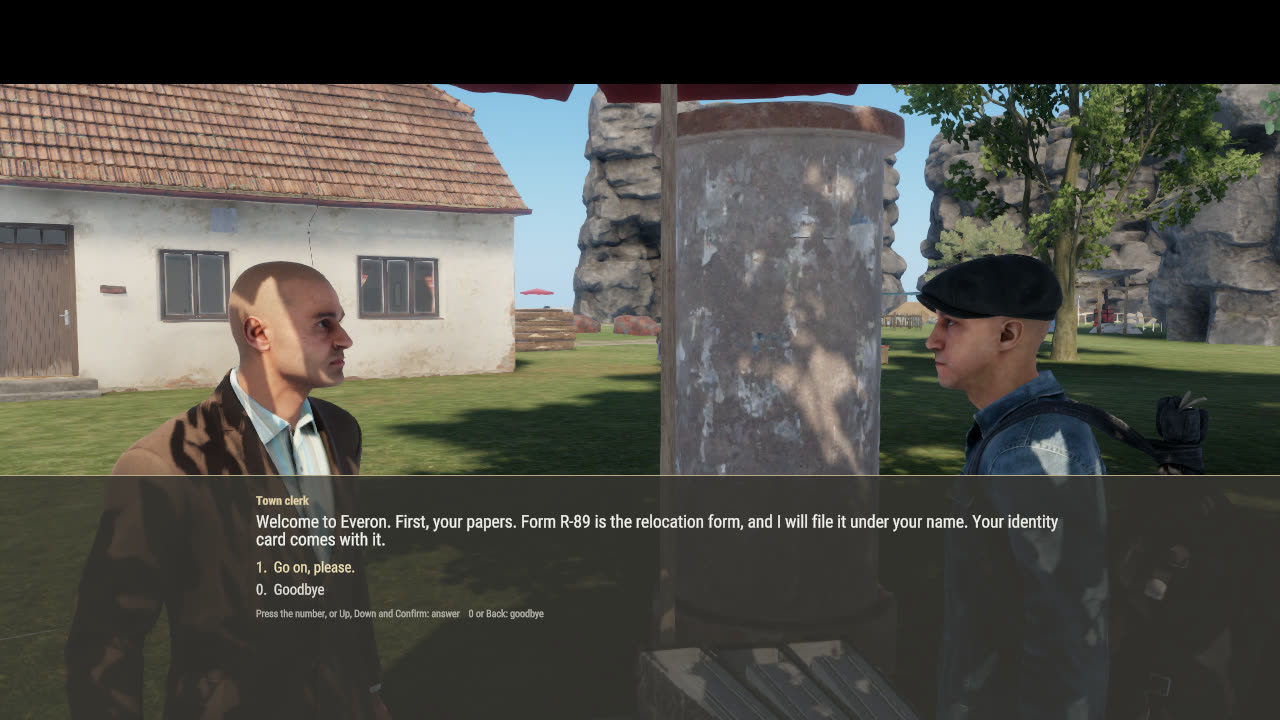 Town clerk
Welcome to Everon. First, your papers. Form R-89 is the relocation form, and I will file it under your name. Your identity
card comes with it.
1. Go on, please.
0. Goodbye
Press the number, or Up, Down and Confirm: answer 0 or Back: goodbye